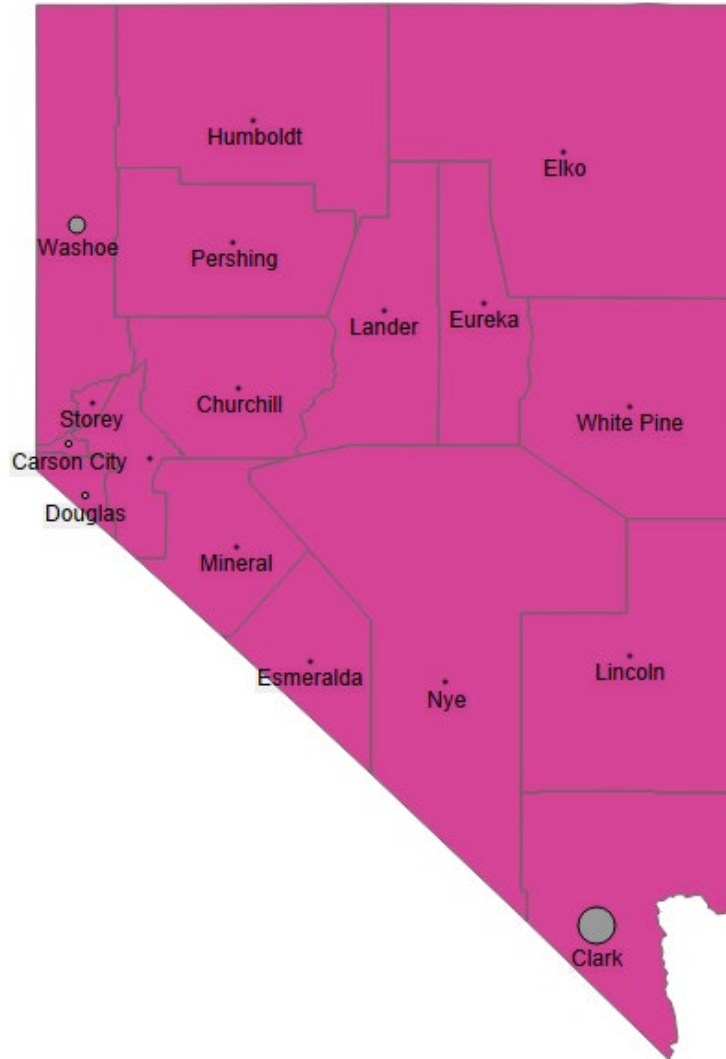 Humboldt
Elko
Washoe
Pershing
Lander
Eureka
Storey
Churchill
White Pine
Carson City
Douglas
Mineral
Esmeralda
Nye
Lincoln
Clark